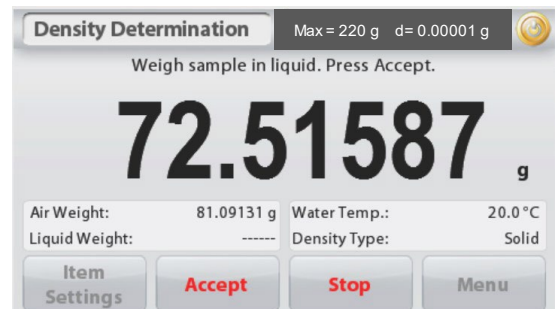 Density Determination Max = 220 g d= 0.00001 g
Weigh sample in liquid. Press Accept.
72.51587 g
Air Weight: 81.09131 g Water Temp.: 20.0 °C
Liquid Weight: ------ Density Type: Solid
Item Settings Accept Stop Menu